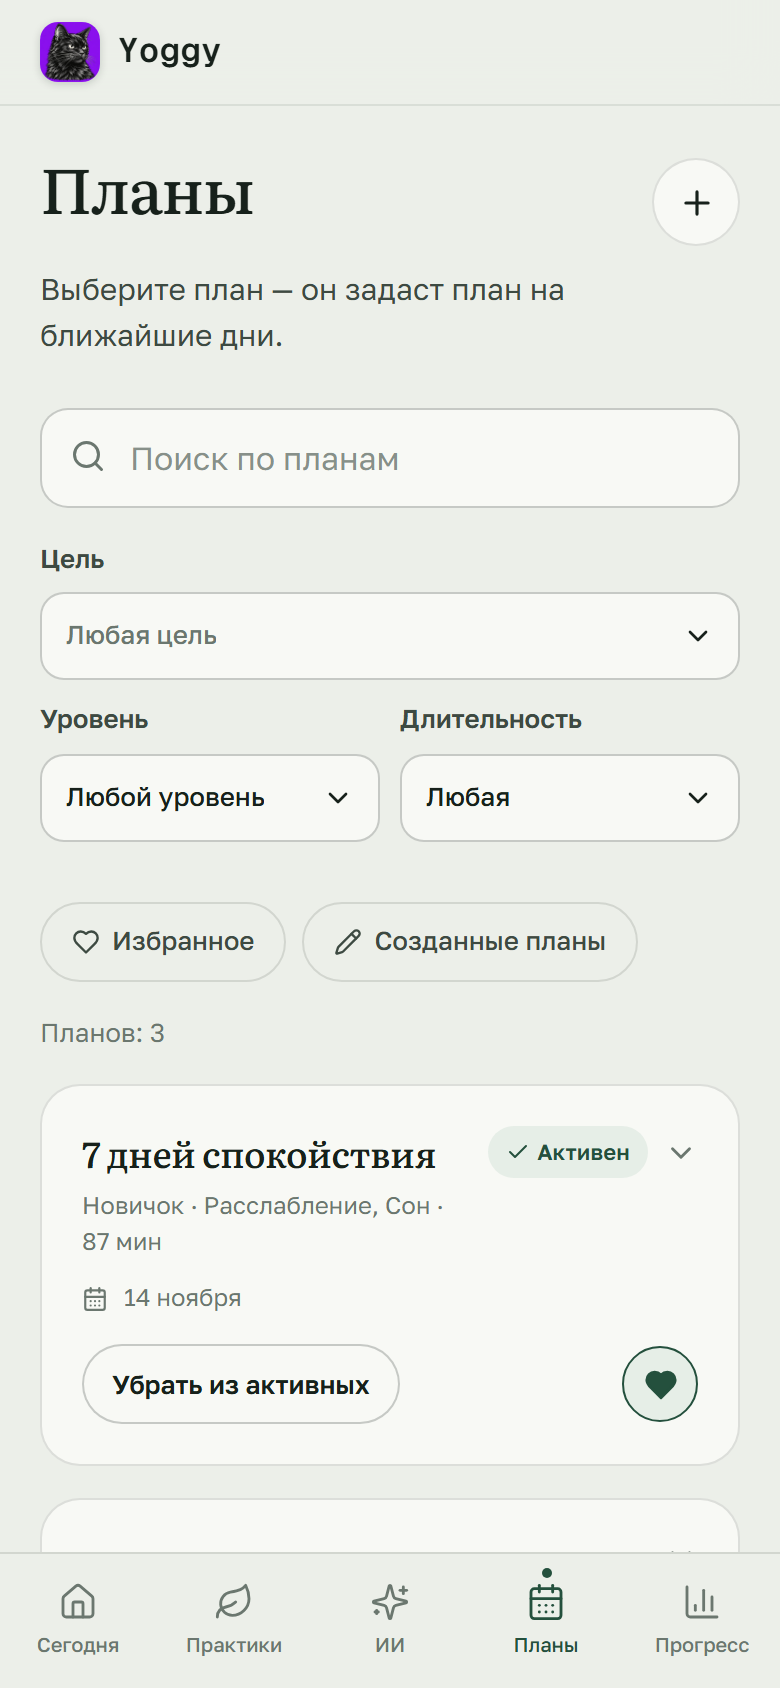 Yoggy
Планы
Выберите план — он задаст план на
ближайшие дни.
Поиск по планам
Цель
Любая цель
Уровень
Длительность
Любой уровень
Любая
Избранное
Созданные планы
Планов: 3
7 дней спокойствия
Активен
Новичок · Расслабление, Сон ·
87 мин
14 ноября
Убрать из активных
Сегодня
Практики
ИИ
Планы
Прогресс